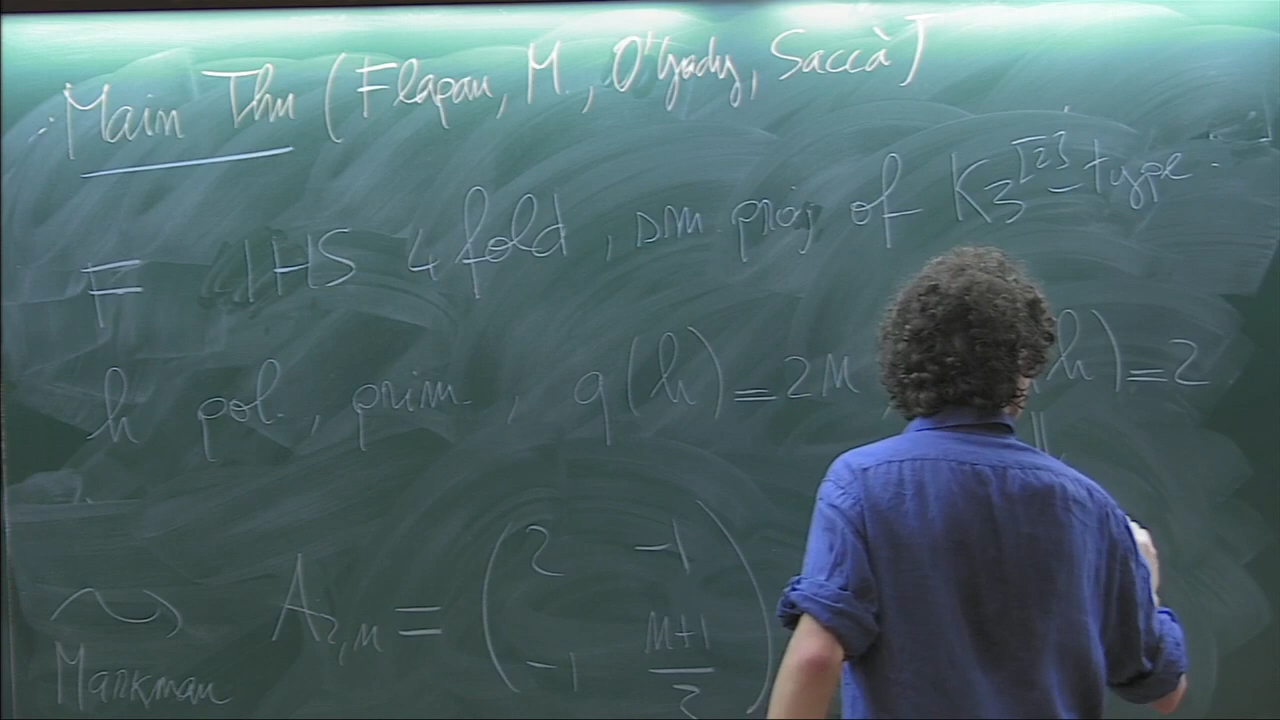 Main Thm (Flapan, M., O'Grady, Saccà)
F IHS 4 fold, sm. proj of K3^[2]-type.
h pol., prim., q(h)=2n h)=2
||
A_{2,n} = ( 2 -1
Markman -1 (n+1)/2 )